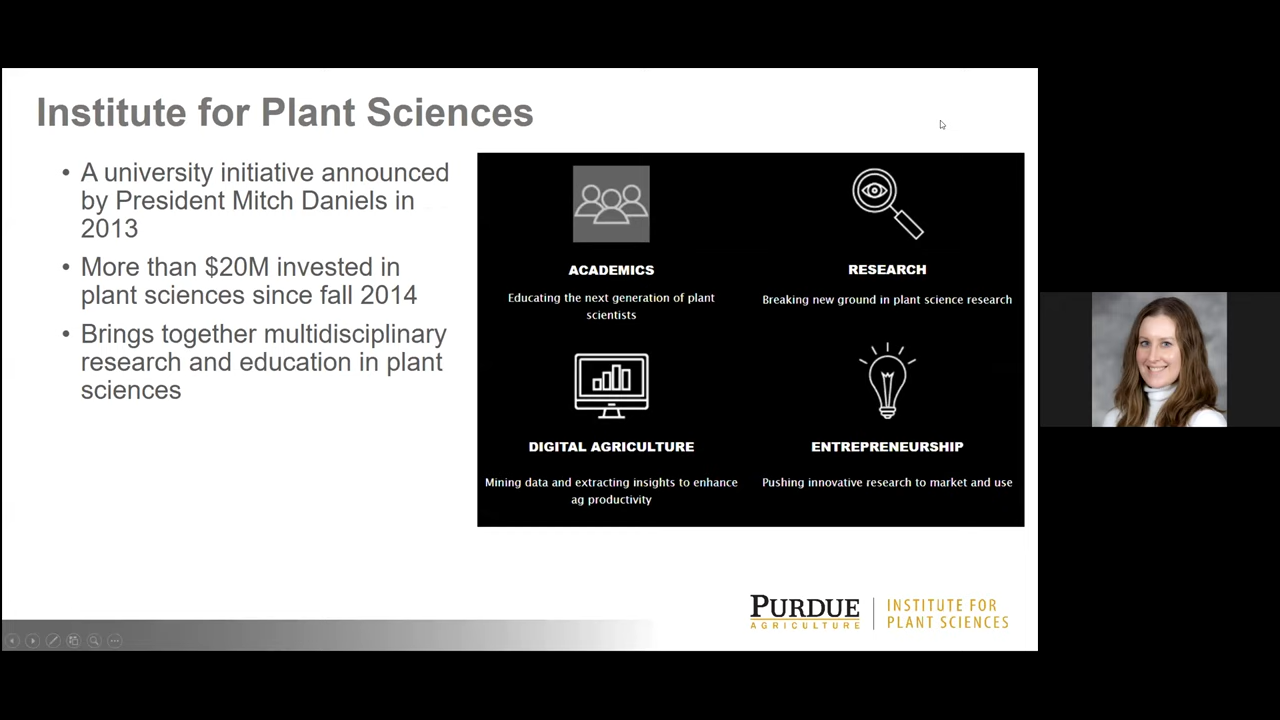 Institute for Plant Sciences
• A university initiative announced
by President Mitch Daniels in
2013
• More than $20M invested in
plant sciences since fall 2014
• Brings together multidisciplinary
research and education in plant
sciences
ACADEMICS
Educating the next generation of plant
scientists
RESEARCH
Breaking new ground in plant science research
DIGITAL AGRICULTURE
Mining data and extracting insights to enhance
ag productivity
ENTREPRENEURSHIP
Pushing innovative research to market and use
PURDUE
AGRICULTURE
INSTITUTE FOR
PLANT SCIENCES